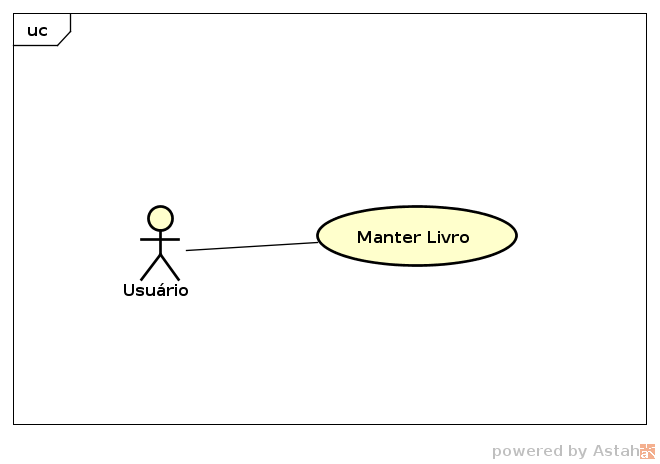 uc
Manter Livro
Usuário
powered by Astah